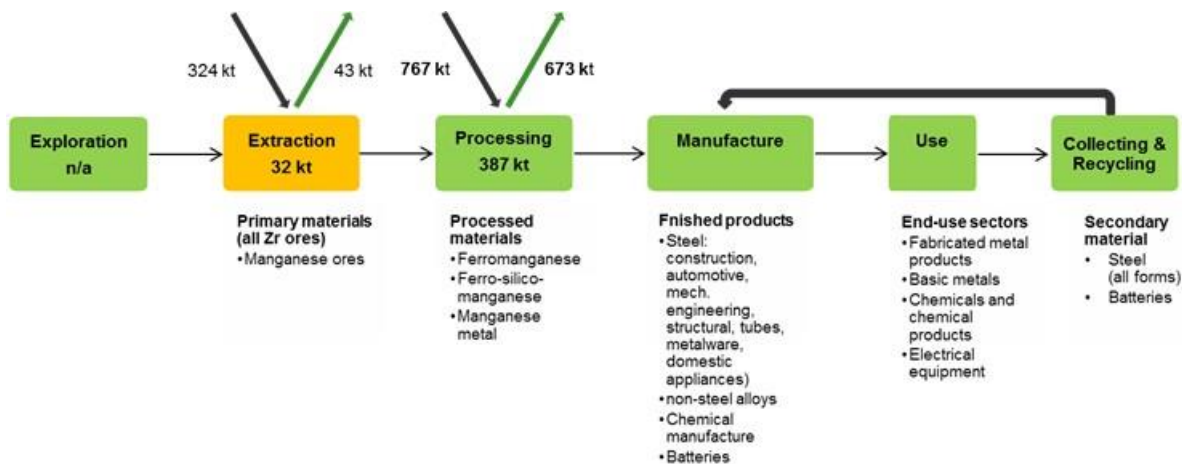 324 kt
43 kt
767 kt
673 kt
Exploration
n/a
Extraction
32 kt
Processing
387 kt
Manufacture
Use
Collecting &
Recycling
Primary materials
(all Zr ores)
•Manganese ores
Processed
materials
•Ferromanganese
•Ferro-silico-
manganese
•Manganese
metal
Fnished products
•Steel:
construction,
automotive,
mech.
engineering,
structural, tubes,
metalware,
domestic
appliances)
•non-steel alloys
•Chemical
manufacture
•Batteries
End-use sectors
•Fabricated metal
products
•Basic metals
•Chemicals and
chemical
products
•Electrical
equipment
Secondary
material
• Steel
(all forms)
• Batteries